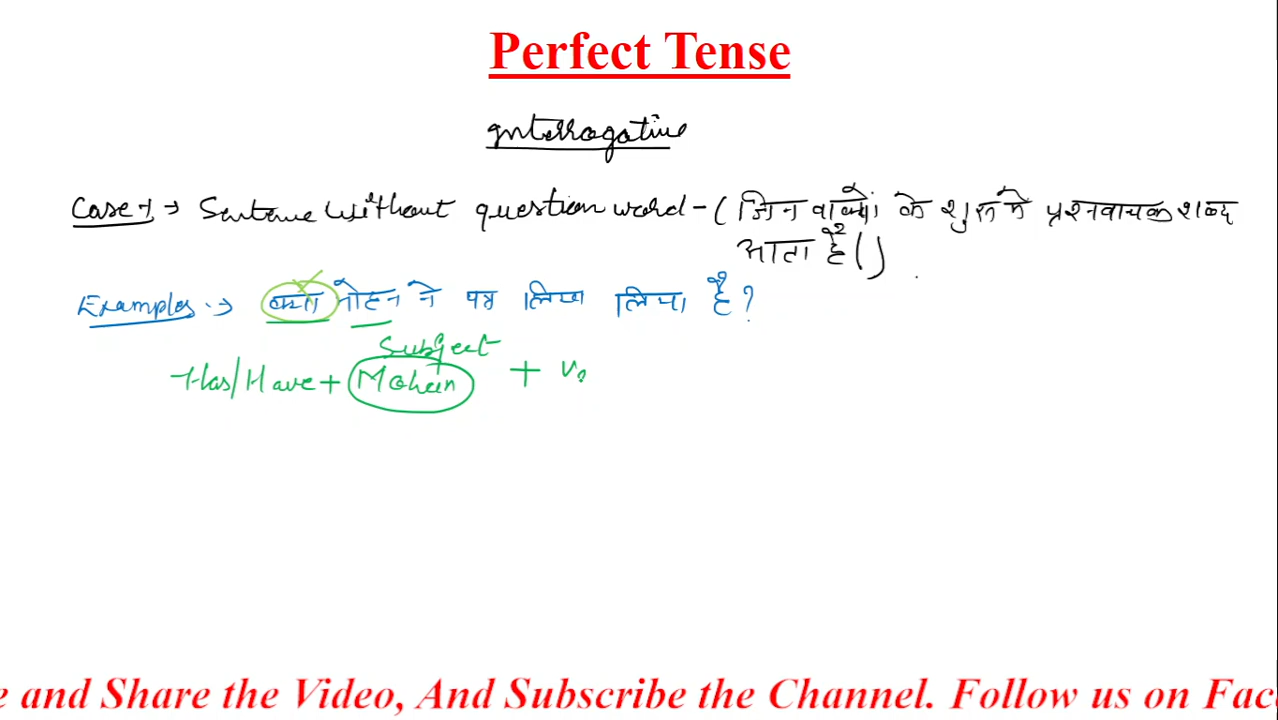 Perfect Tense
Interrogative
Case 1 → Sentence Without question word - ( जिन वाक्यों के शुरू में प्रश्नवाचक शब्द
आता है ( ) )
Examples :→ क्या मोहन ने पत्र लिख लिया है ?
Subject
Has/Have + Mohan + v₃
e and Share the Video, And Subscribe the Channel. Follow us on Fac